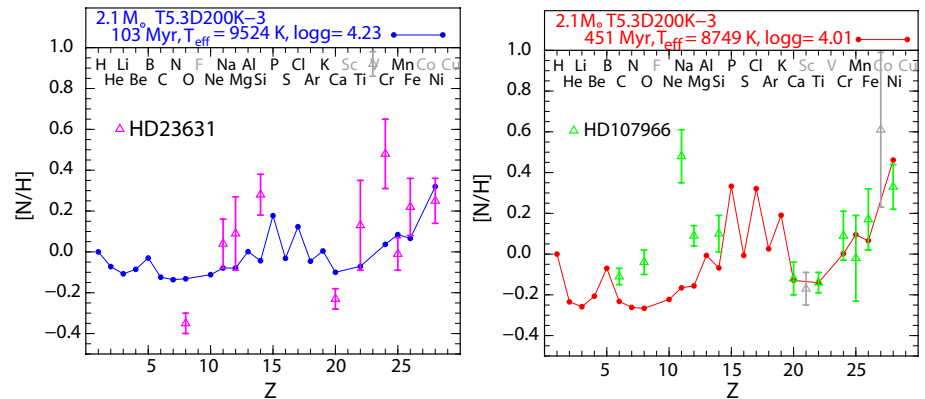 2.1 M⊙ T5.3D200K−3
103 Myr, Teff = 9524 K, logg= 4.23
H Li B N F Na Al P Cl K Sc V Mn Co Cu
He Be C O Ne Mg Si S Ar Ca Ti Cr Fe Ni
HD23631
[N/H]
1.0
0.8
0.6
0.4
0.2
0.0
−0.2
−0.4
5 10 15 20 25
Z
2.1 M⊙ T5.3D200K−3
451 Myr, Teff = 8749 K, logg= 4.01
H Li B N F Na Al P Cl K Sc V Mn Co Cu
He Be C O Ne Mg Si S Ar Ca Ti Cr Fe Ni
HD107966
[N/H]
1.0
0.8
0.6
0.4
0.2
0.0
−0.2
−0.4
5 10 15 20 25
Z